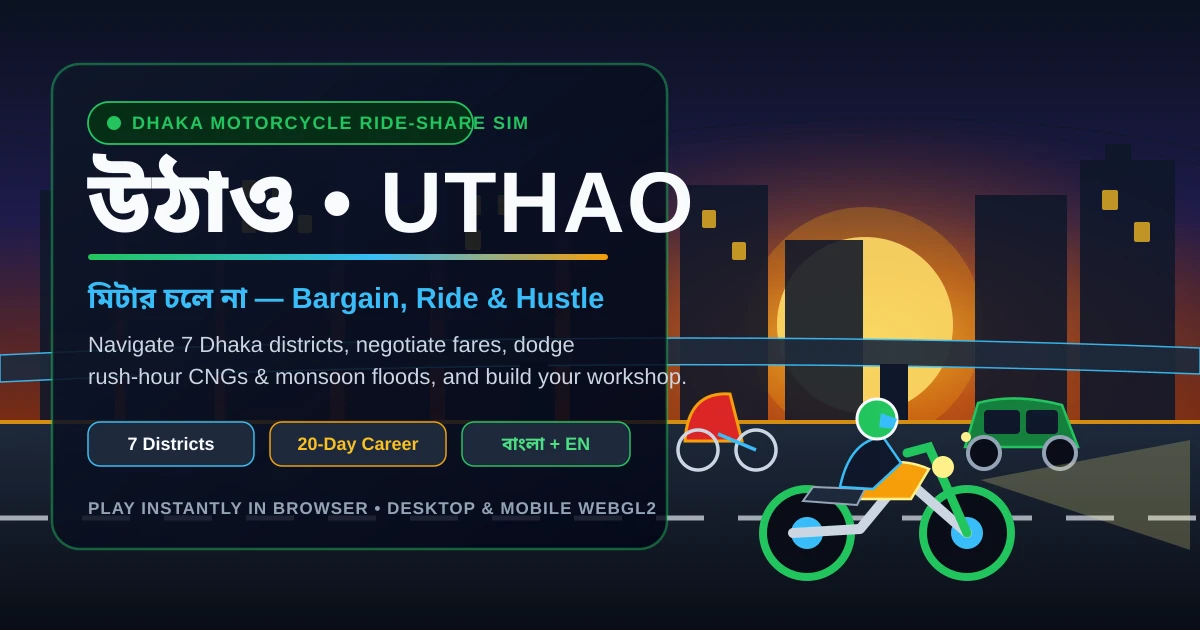 DHAKA MOTORCYCLE RIDE-SHARE SIM
উঠাও • UTHAO
মিটার চলে না — Bargain, Ride & Hustle
Navigate 7 Dhaka districts, negotiate fares, dodge
rush-hour CNGs & monsoon floods, and build your workshop.
7 Districts 20-Day Career বাংলা + EN
PLAY INSTANTLY IN BROWSER • DESKTOP & MOBILE WEBGL2